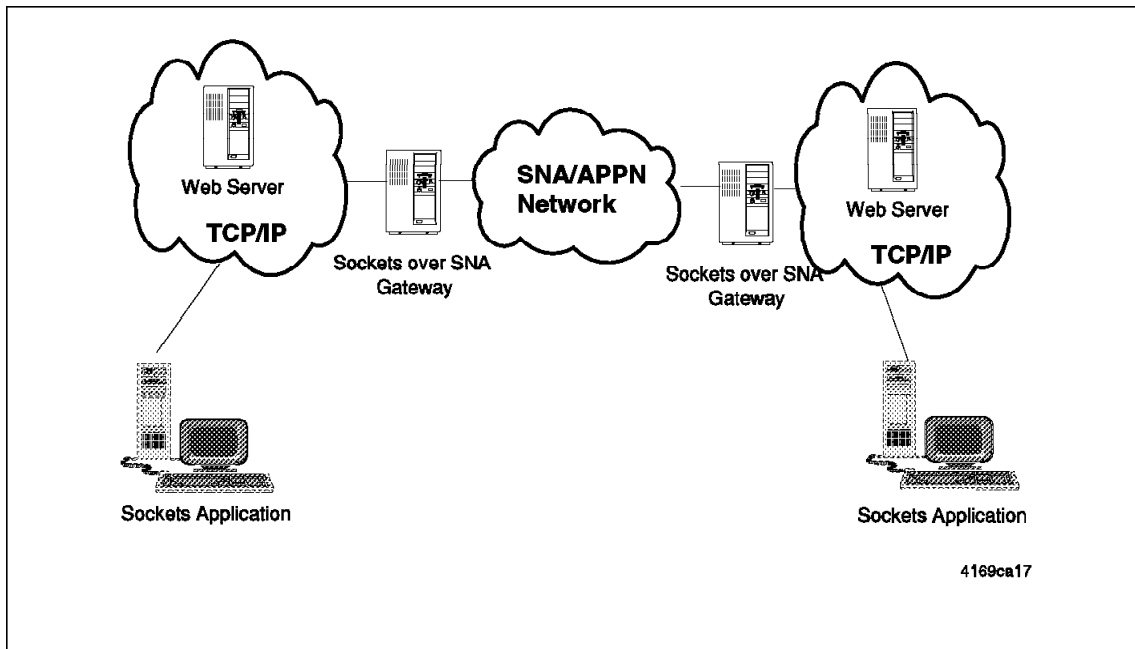 Web Server
TCP/IP
Sockets over SNA
Gateway
SNA/APPN
Network
Sockets over SNA
Gateway
Web Server
TCP/IP
Sockets Application
Sockets Application
4169ca17